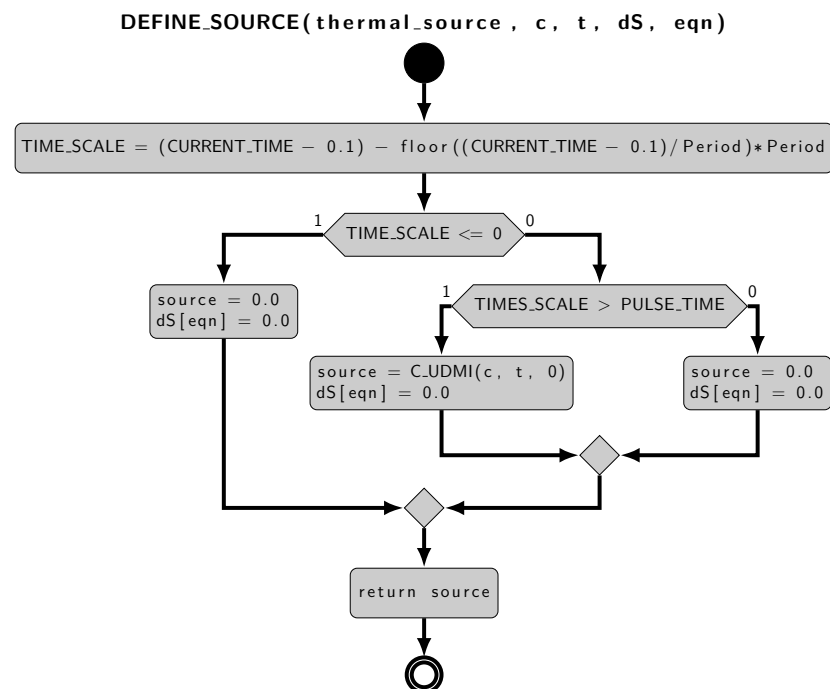 DEFINE_SOURCE(thermal_source, c, t, dS, eqn)
TIME_SCALE = (CURRENT_TIME − 0.1) − floor((CURRENT_TIME − 0.1)/Period)*Period
1
TIME_SCALE <= 0
0
source = 0.0
dS[eqn] = 0.0
1
TIMES_SCALE > PULSE_TIME
0
source = C_UDMI(c, t, 0)
dS[eqn] = 0.0
source = 0.0
dS[eqn] = 0.0
return source